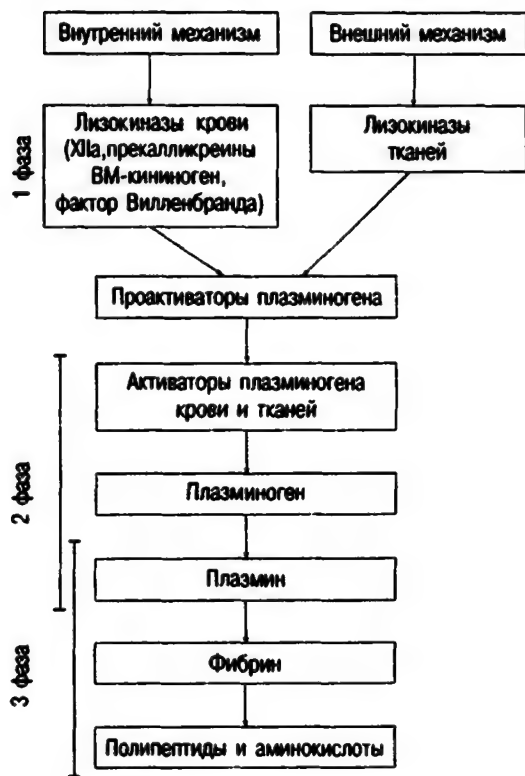 Внутренний механизм
Внешний механизм
1 фаза
Лизокиназы крови
(XIIa,прекалликреины
ВМ-кининоген,
фактор Вилленбранда)
Лизокиназы
тканей
Проактиваторы плазминогена
2 фаза
Активаторы плазминогена
крови и тканей
Плазминоген
Плазмин
3 фаза
Фибрин
Полипептиды и аминокислоты